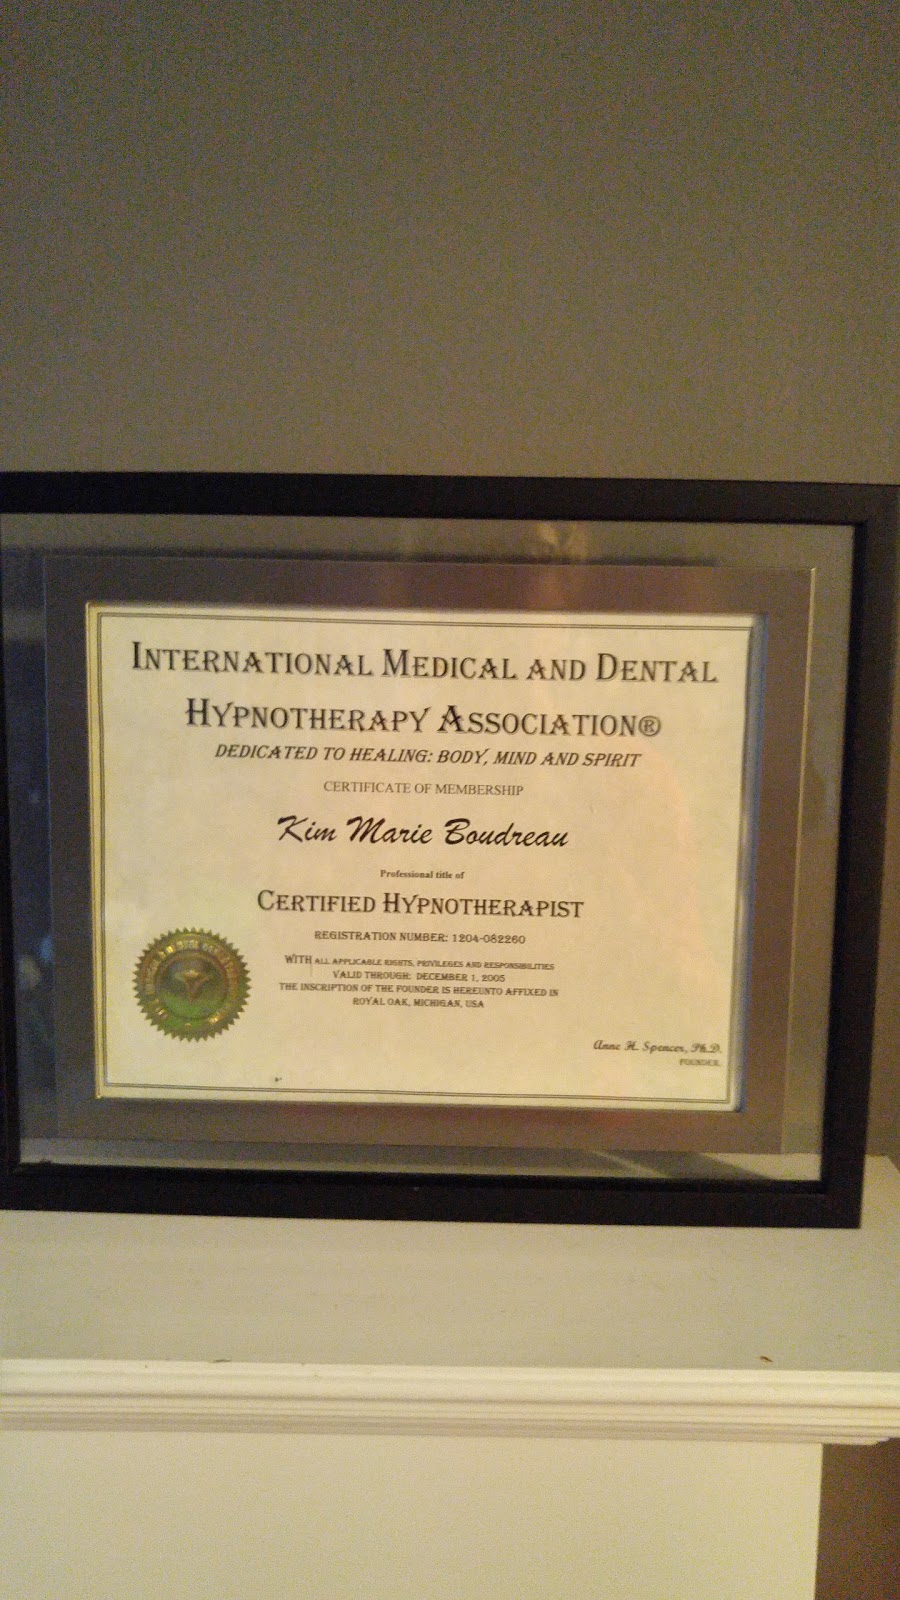 INTERNATIONAL MEDICAL AND DENTAL
HYPNOTHERAPY ASSOCIATION®
DEDICATED TO HEALING: BODY, MIND AND SPIRIT
CERTIFICATE OF MEMBERSHIP
Kim Marie Boudreau
Professional title of
CERTIFIED HYPNOTHERAPIST
REGISTRATION NUMBER: 1204-082260
WITH ALL APPLICABLE RIGHTS, PRIVILEGES AND RESPONSIBILITIES
VALID THROUGH: DECEMBER 1, 2005
THE INSCRIPTION OF THE FOUNDER IS HEREUNTO AFFIXED IN
ROYAL OAK, MICHIGAN, USA
Anne H. Spencer, Ph.D.
FOUNDER